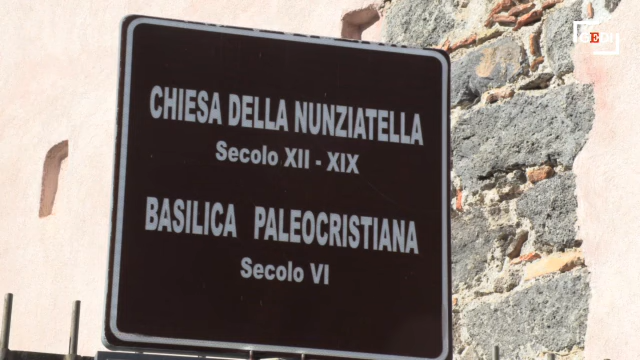 CHIESA DELLA NUNZIATELLA
Secolo XII - XIX
BASILICA PALEOCRISTIANA
Secolo VI